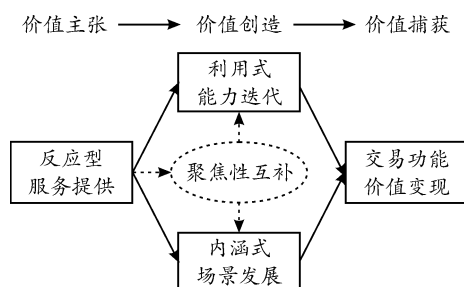 价值主张 价值创造 价值捕获
利用式
能力迭代
反应型
服务提供
聚焦性互补
交易功能
价值变现
内涵式
场景发展